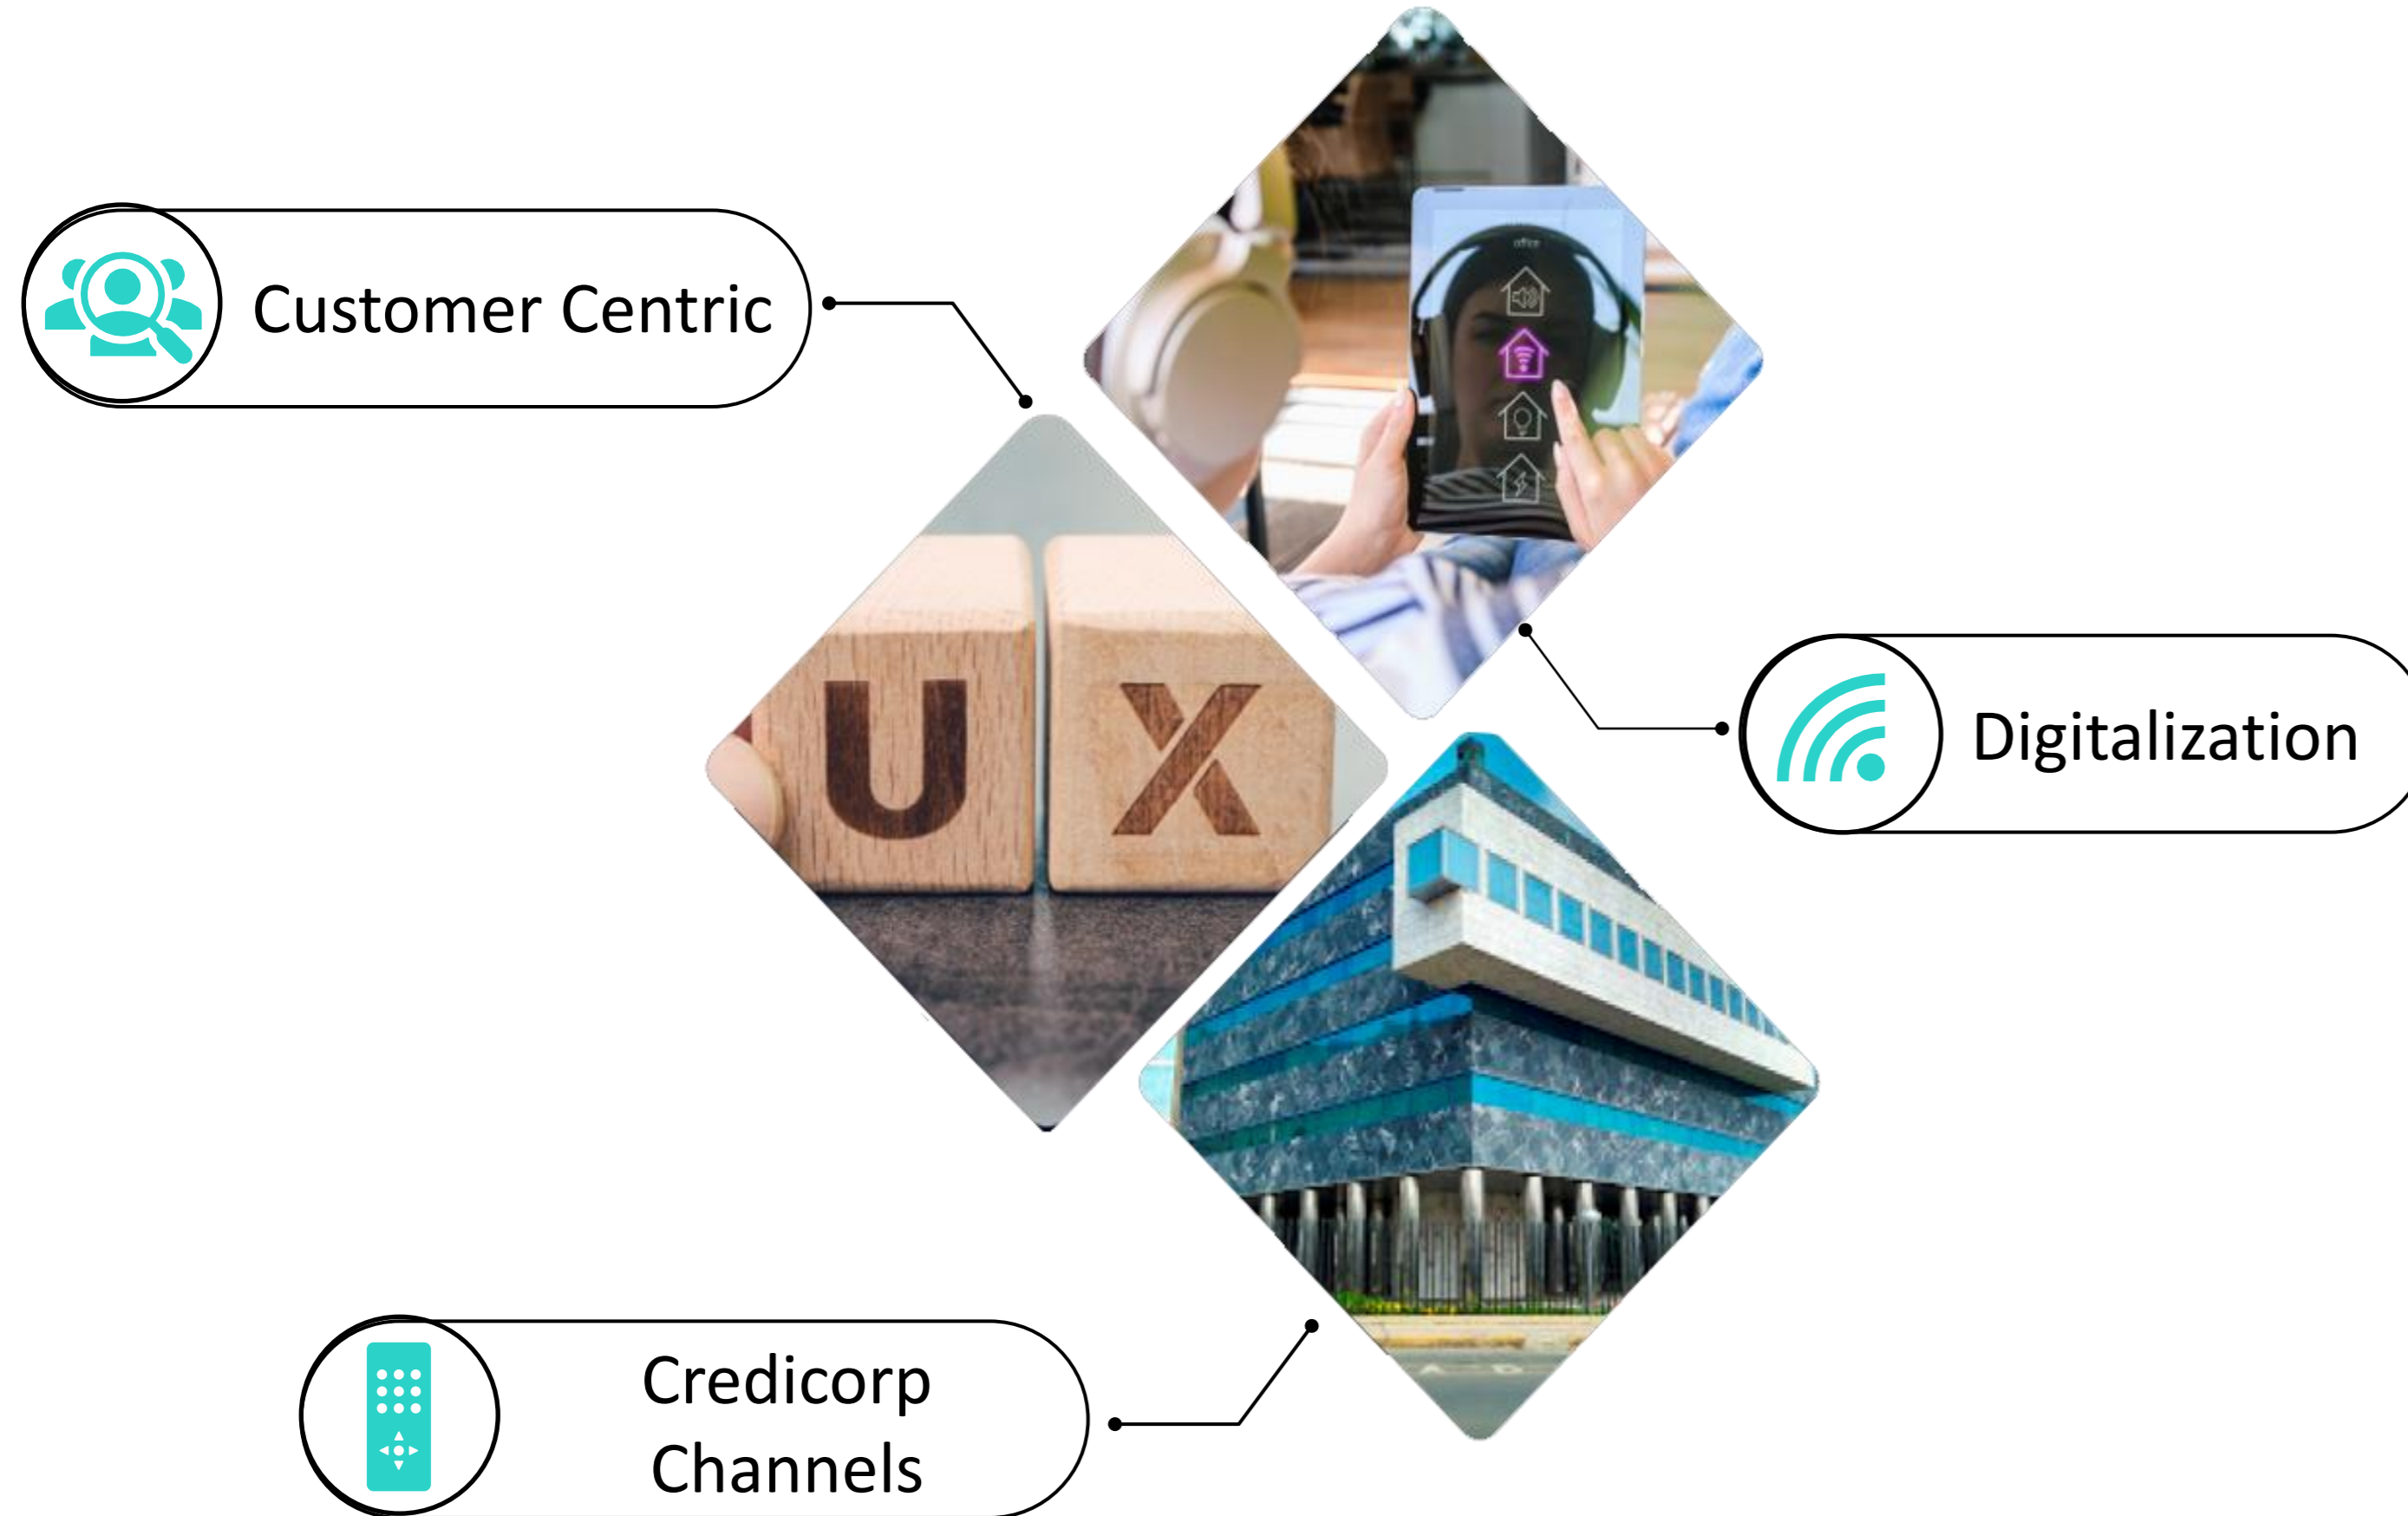 Customer Centric
U X
Digitalization
Credicorp
Channels